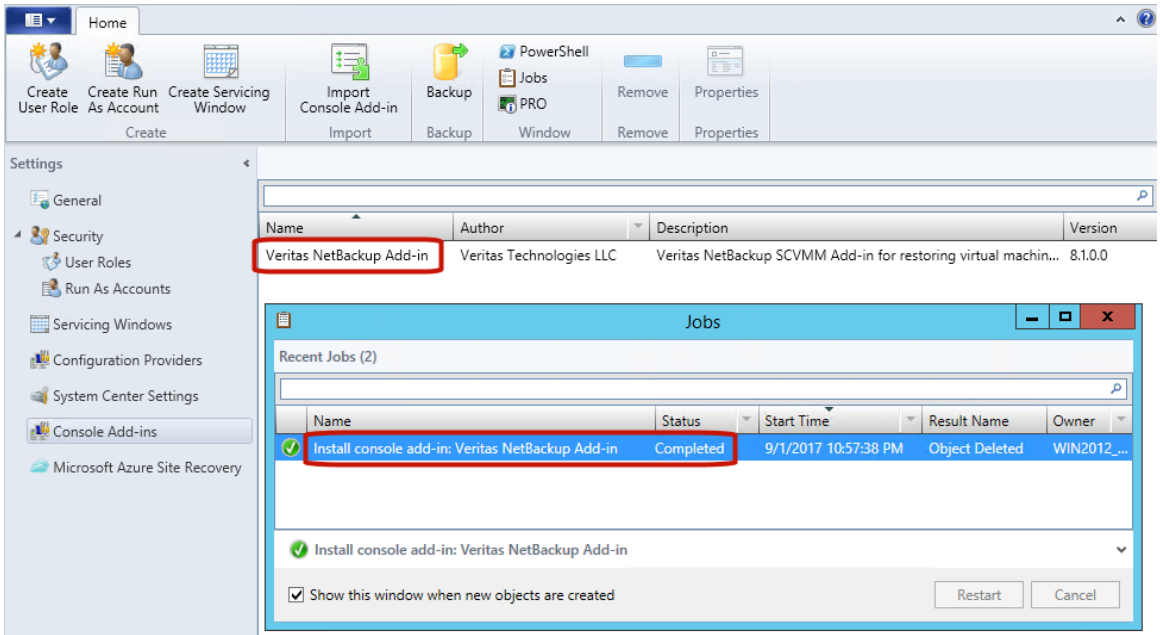 Home
Create User Role
Create Run As Account
Create Servicing Window
Import Console Add-in
Backup
PowerShell
Jobs
PRO
Remove
Properties
Create
Import
Backup
Window
Remove
Properties
Settings
General
Security
User Roles
Run As Accounts
Servicing Windows
Configuration Providers
System Center Settings
Console Add-ins
Microsoft Azure Site Recovery
Name Author Description Version
Veritas NetBackup Add-in Veritas Technologies LLC Veritas NetBackup SCVMM Add-in for restoring virtual machin... 8.1.0.0
Jobs
Recent Jobs (2)
Name Status Start Time Result Name Owner
Install console add-in: Veritas NetBackup Add-in Completed 9/1/2017 10:57:38 PM Object Deleted WIN2012_...
Install console add-in: Veritas NetBackup Add-in
Show this window when new objects are created
Restart Cancel